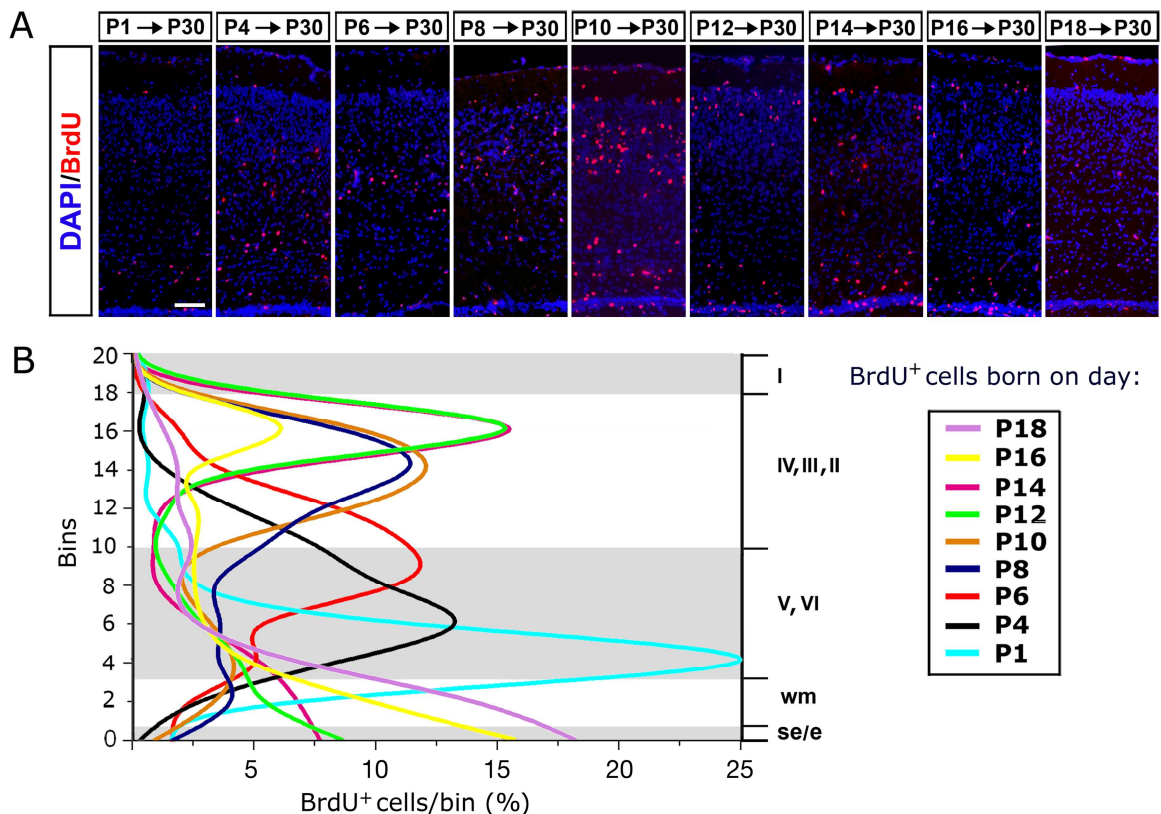 A
P1 → P30
P4 → P30
P6 → P30
P8 → P30
P10 → P30
P12→P30
P14→P30
P16→P30
P18→P30
DAPI/BrdU
B
20
18
16
14
12
10
8
6
4
2
0
Bins
5
10
15
20
25
BrdU+ cells/bin (%)
I
IV, III, II
V, VI
wm
se/e
BrdU+ cells born on day:
P18
P16
P14
P12
P10
P8
P6
P4
P1